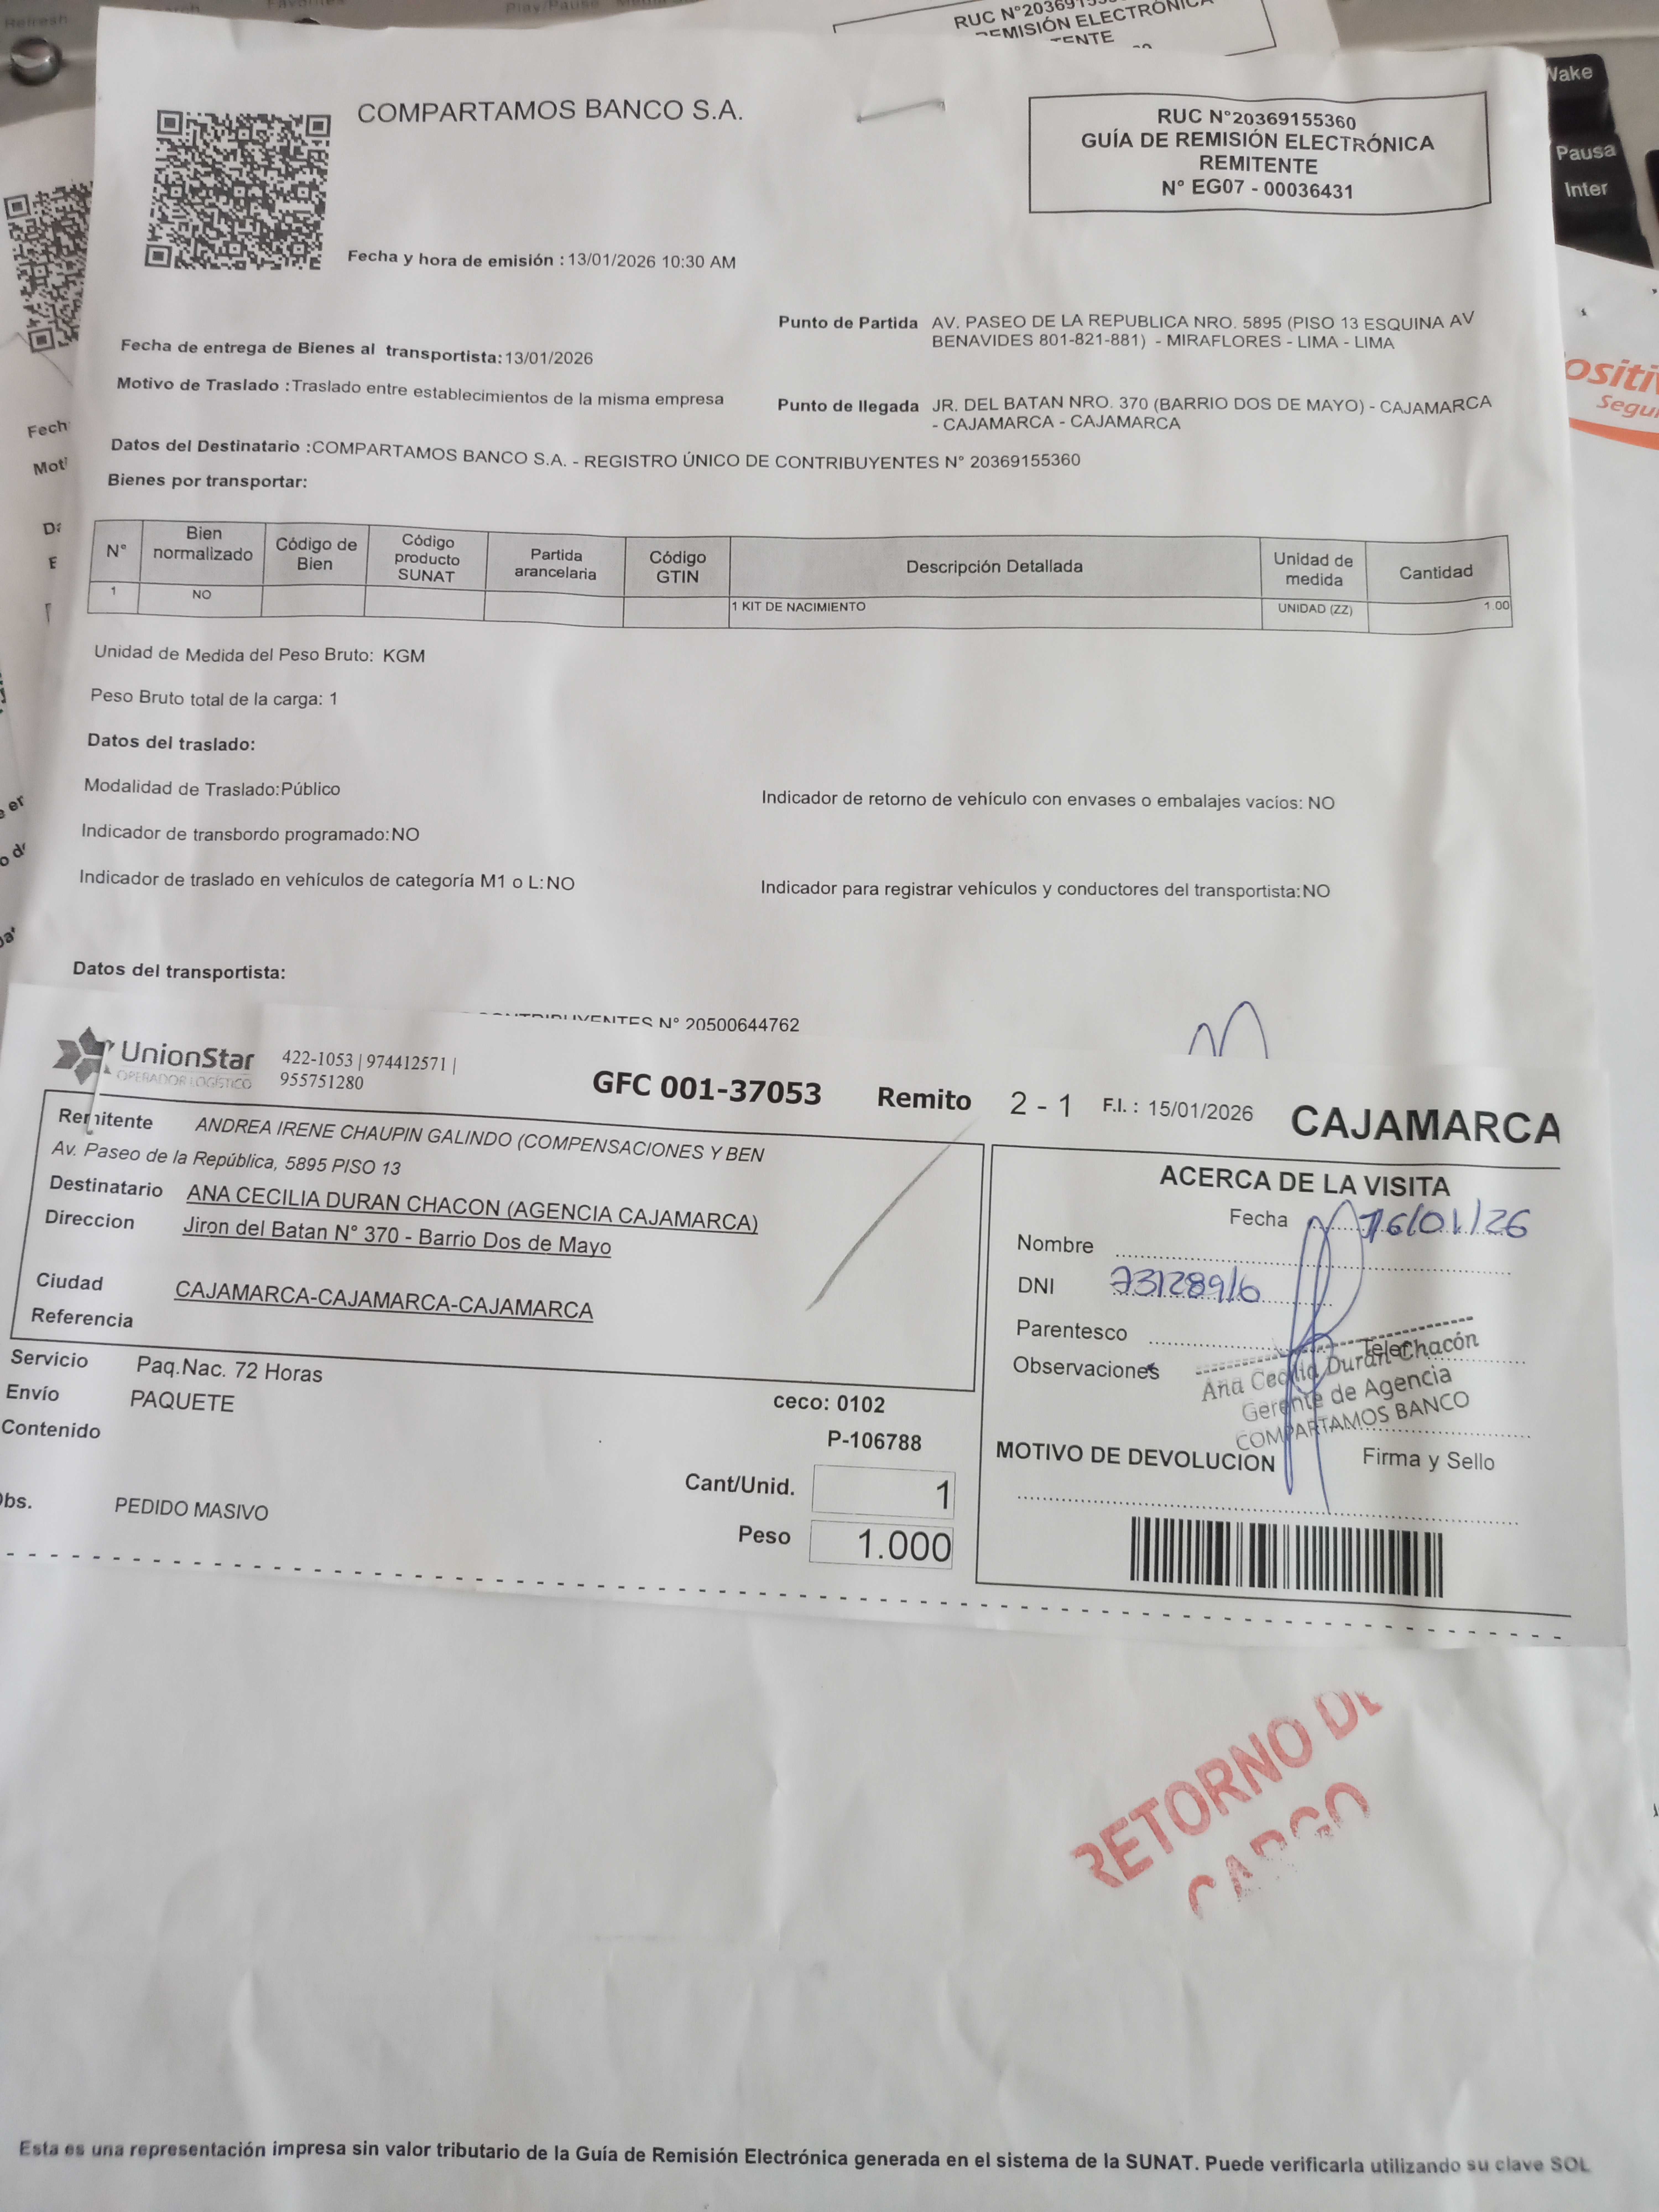 RUC N°203691553
REMISIÓN ELECTRÓNICA
COMPARTAMOS BANCO S.A.
RUC N°20369155360
GUÍA DE REMISIÓN ELECTRÓNICA
REMITENTE
N° EG07 - 00036431
Wake
Pausa
Inter
Fecha y hora de emisión : 13/01/2026 10:30 AM
Fecha de entrega de Bienes al transportista: 13/01/2026
Punto de Partida AV. PASEO DE LA REPUBLICA NRO. 5895 (PISO 13 ESQUINA AV
BENAVIDES 801-821-881) - MIRAFLORES - LIMA - LIMA
Motivo de Traslado : Traslado entre establecimientos de la misma empresa
Punto de llegada JR. DEL BATAN NRO. 370 (BARRIO DOS DE MAYO) - CAJAMARCA
- CAJAMARCA - CAJAMARCA
Datos del Destinatario : COMPARTAMOS BANCO S.A. - REGISTRO ÚNICO DE CONTRIBUYENTES N° 20369155360
Bienes por transportar:
N° Bien normalizado Código de Bien Código producto SUNAT Partida arancelaria Código GTIN Descripción Detallada Unidad de medida Cantidad
1 NO 1 KIT DE NACIMIENTO UNIDAD (ZZ) 1.00
Unidad de Medida del Peso Bruto: KGM
Peso Bruto total de la carga: 1
Datos del traslado:
Modalidad de Traslado: Público
Indicador de retorno de vehículo con envases o embalajes vacíos: NO
Indicador de transbordo programado: NO
Indicador de traslado en vehículos de categoría M1 o L: NO
Indicador para registrar vehículos y conductores del transportista: NO
Datos del transportista:
CONTRIBUYENTES N° 20500644762
UnionStar
OPERADOR LOGÍSTICO
422-1053 | 974412571 |
955751280
GFC 001-37053 Remito 2 - 1 F.I. : 15/01/2026 CAJAMARCA
Remitente ANDREA IRENE CHAUPIN GALINDO (COMPENSACIONES Y BEN
Av. Paseo de la República, 5895 PISO 13
Destinatario ANA CECILIA DURAN CHACON (AGENCIA CAJAMARCA)
Direccion Jiron del Batan N° 370 - Barrio Dos de Mayo
Ciudad CAJAMARCA-CAJAMARCA-CAJAMARCA
Referencia
Servicio Paq.Nac. 72 Horas
Envío PAQUETE
Contenido
ceco: 0102
P-106788
Cant/Unid. 1
Peso 1.000
Obs. PEDIDO MASIVO
ACERCA DE LA VISITA
Fecha 16/01/26
Nombre
DNI 73128916
Parentesco
Observaciones
Ana Cecilia Durán Chacón
Gerente de Agencia
COMPARTAMOS BANCO
MOTIVO DE DEVOLUCION Firma y Sello
RETORNO DE
CARGO
Esta es una representación impresa sin valor tributario de la Guía de Remisión Electrónica generada en el sistema de la SUNAT. Puede verificarla utilizando su clave SOL